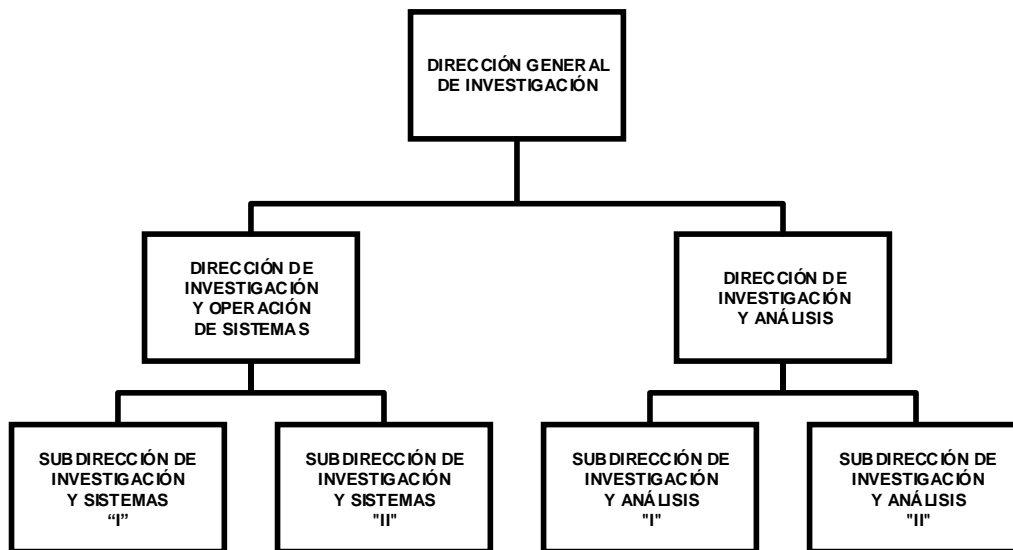 DIRECCIÓN GENERAL
DE INVESTIGACIÓN
DIRECCIÓN DE
INVESTIGACIÓN
Y OPERACIÓN
DE SISTEMAS
DIRECCIÓN DE
INVESTIGACIÓN
Y ANÁLISIS
SUBDIRECCIÓN DE
INVESTIGACIÓN
Y SISTEMAS
“I”
SUBDIRECCIÓN DE
INVESTIGACIÓN
Y SISTEMAS
"II"
SUBDIRECCIÓN DE
INVESTIGACIÓN
Y ANÁLISIS
"I"
SUBDIRECCIÓN DE
INVESTIGACIÓN
Y ANÁLISIS
"II"